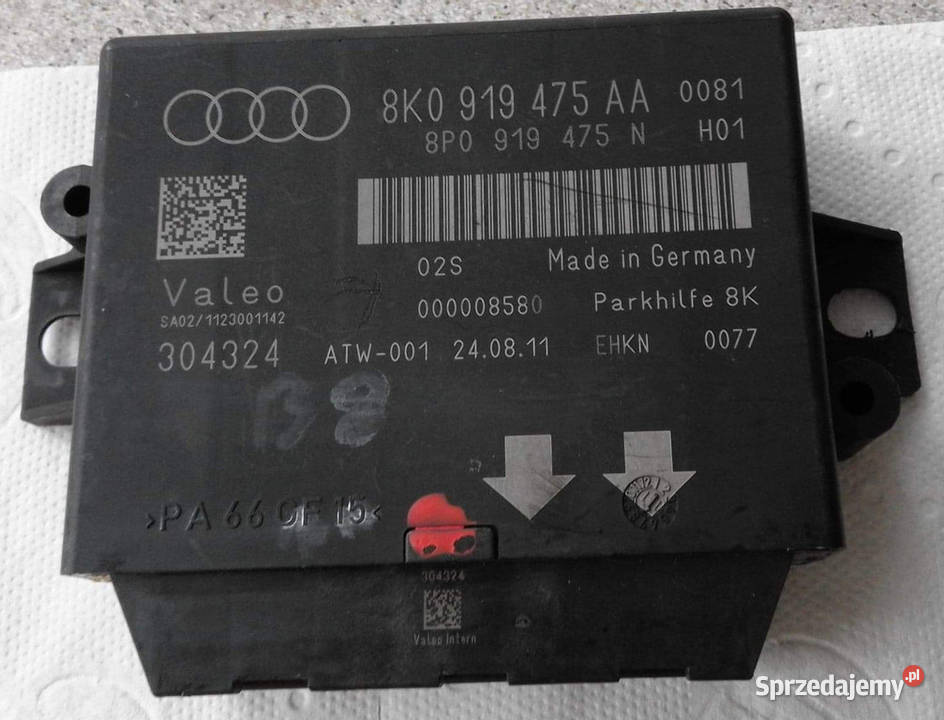 8K0 919 475 AA 0081
8P0 919 475 N H01
02S Made in Germany
Valeo
000008580 Parkhilfe 8K
SA02/1123001142
304324 ATW-001 24.08.11 EHKN 0077
B8
>PA 66 GF 15<
304324
Valeo Intern
Sprzedajemy.pl